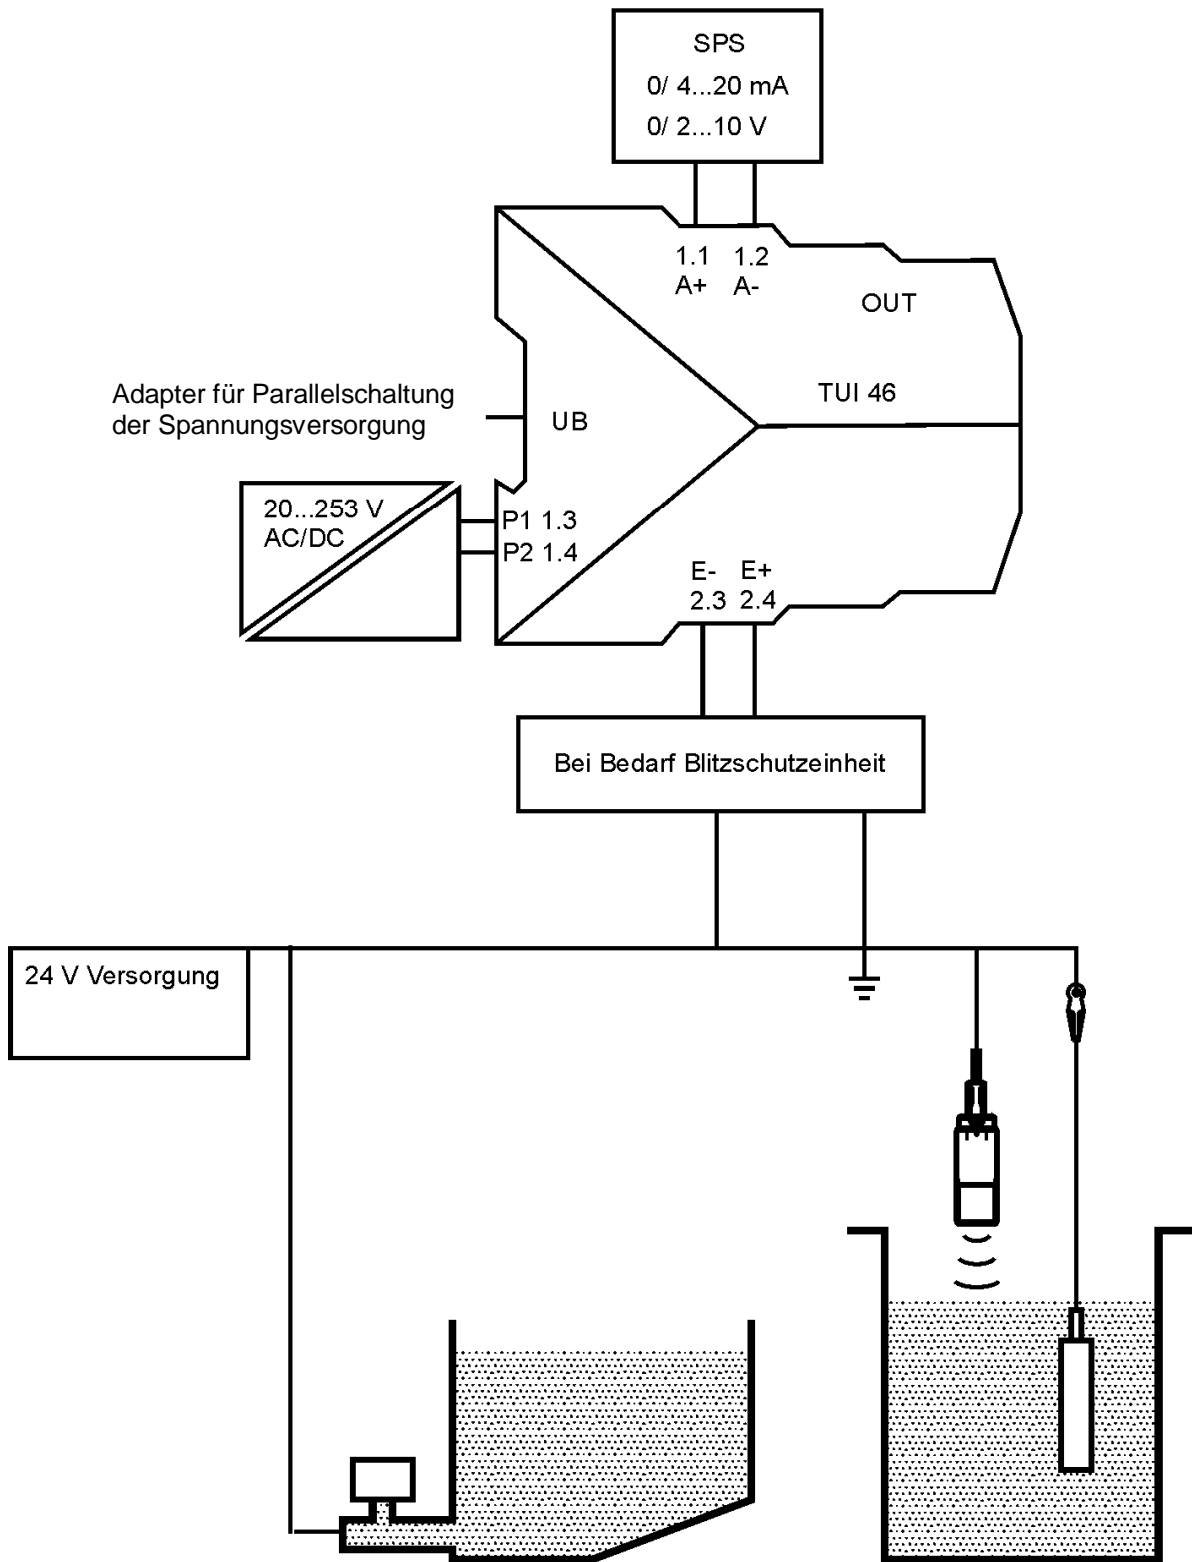 SPS
0/ 4...20 mA
0/ 2...10 V
1.1 1.2
A+ A-
OUT
TUI 46
Adapter für Parallelschaltung
der Spannungsversorgung
UB
20...253 V
AC/DC
P1 1.3
P2 1.4
E- E+
2.3 2.4
Bei Bedarf Blitzschutzeinheit
24 V Versorgung